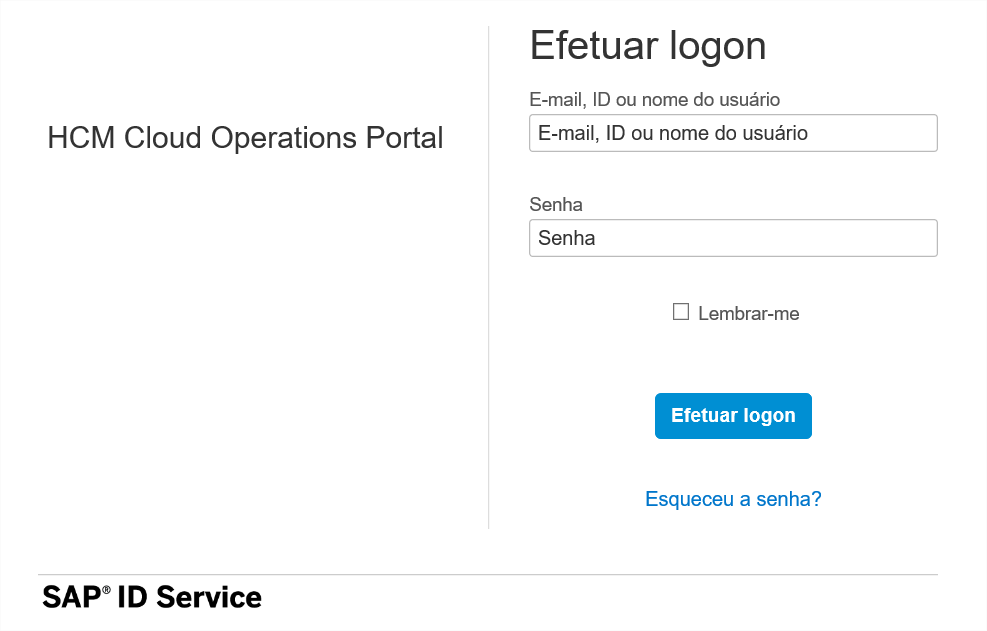 HCM Cloud Operations Portal
Efetuar logon
E-mail, ID ou nome do usuário
E-mail, ID ou nome do usuário
Senha
Senha
Lembrar-me
Efetuar logon
Esqueceu a senha?
SAP® ID Service